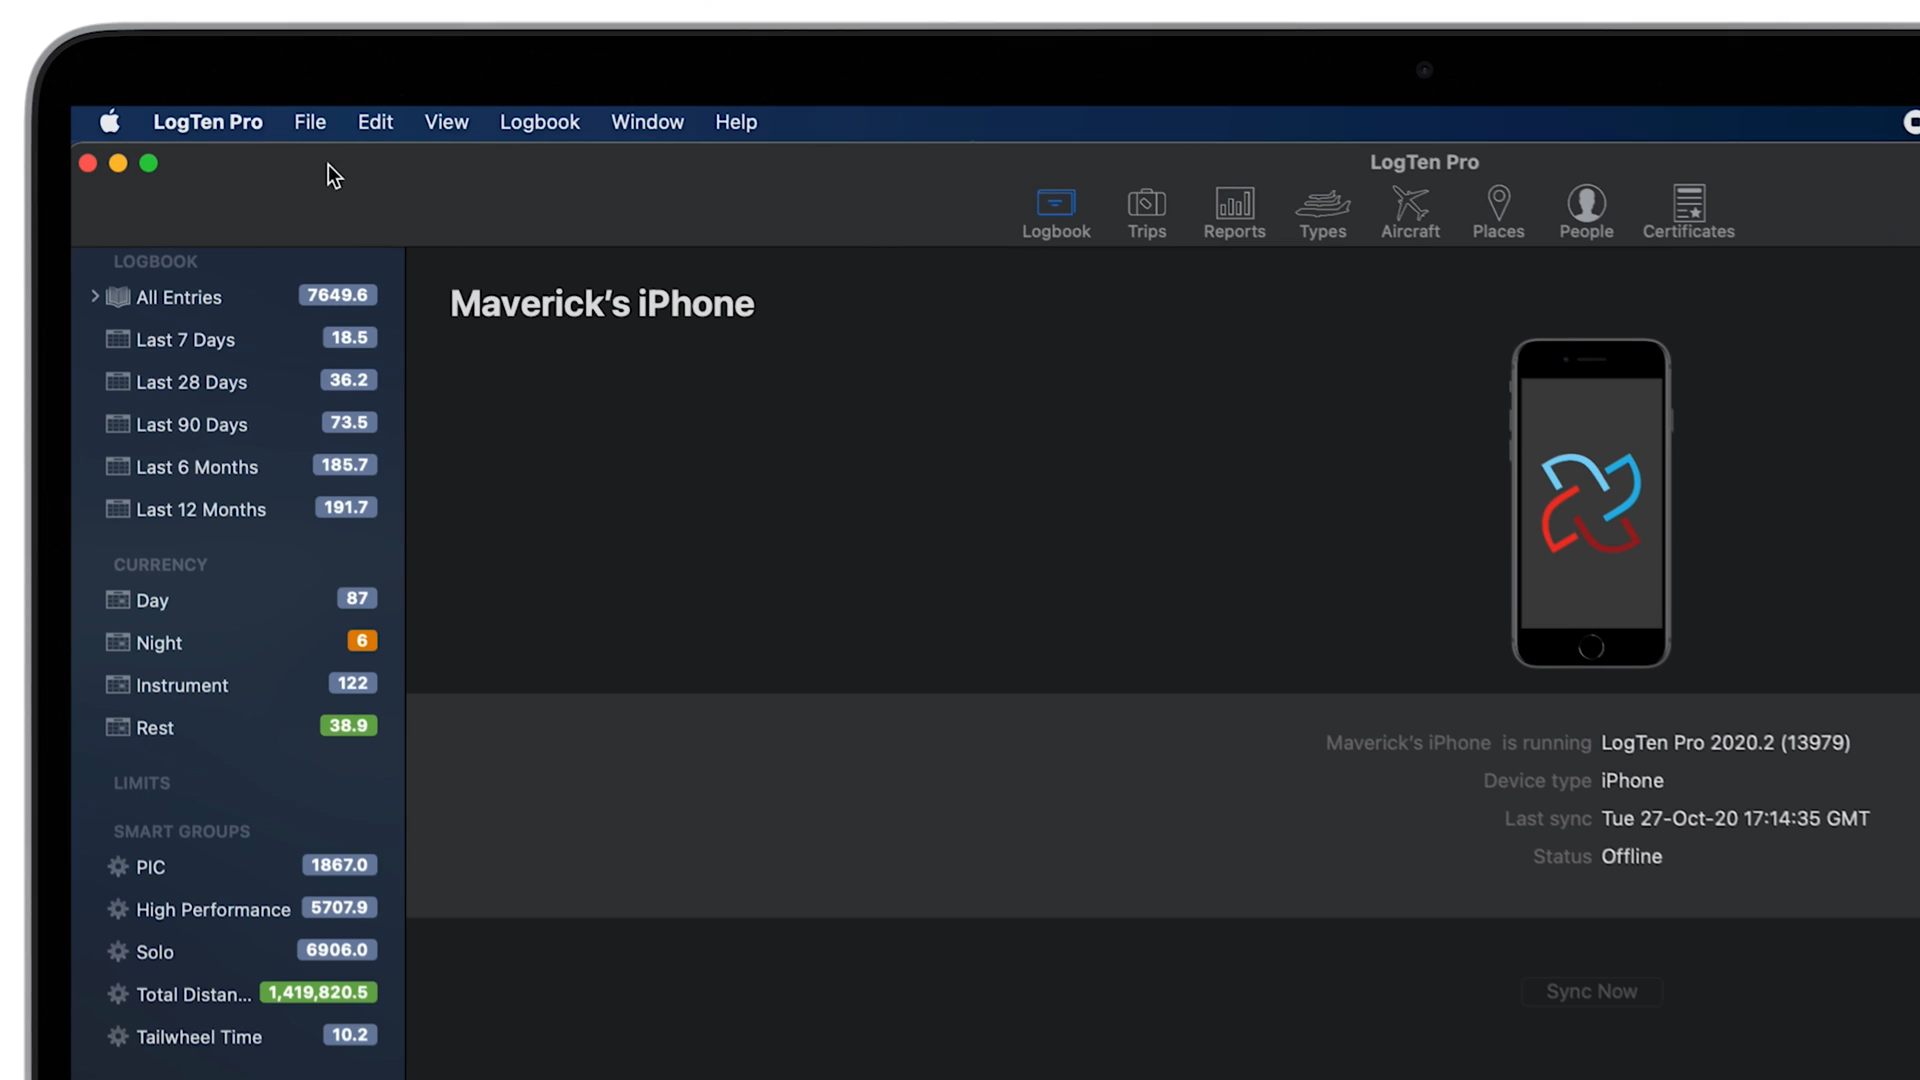 LogTen Pro File Edit View Logbook Window Help
LogTen Pro
Logbook Trips Reports Types Aircraft Places People Certificates
LOGBOOK
All Entries 7649.6
Last 7 Days 18.5
Last 28 Days 36.2
Last 90 Days 73.5
Last 6 Months 185.7
Last 12 Months 191.7
CURRENCY
Day 87
Night 6
Instrument 122
Rest 38.9
LIMITS
SMART GROUPS
PIC 1867.0
High Performance 5707.9
Solo 6906.0
Total Distan... 1,419,820.5
Tailwheel Time 10.2
Maverick's iPhone
Maverick's iPhone is running LogTen Pro 2020.2 (13979)
Device type iPhone
Last sync Tue 27-Oct-20 17:14:35 GMT
Status Offline
Sync Now